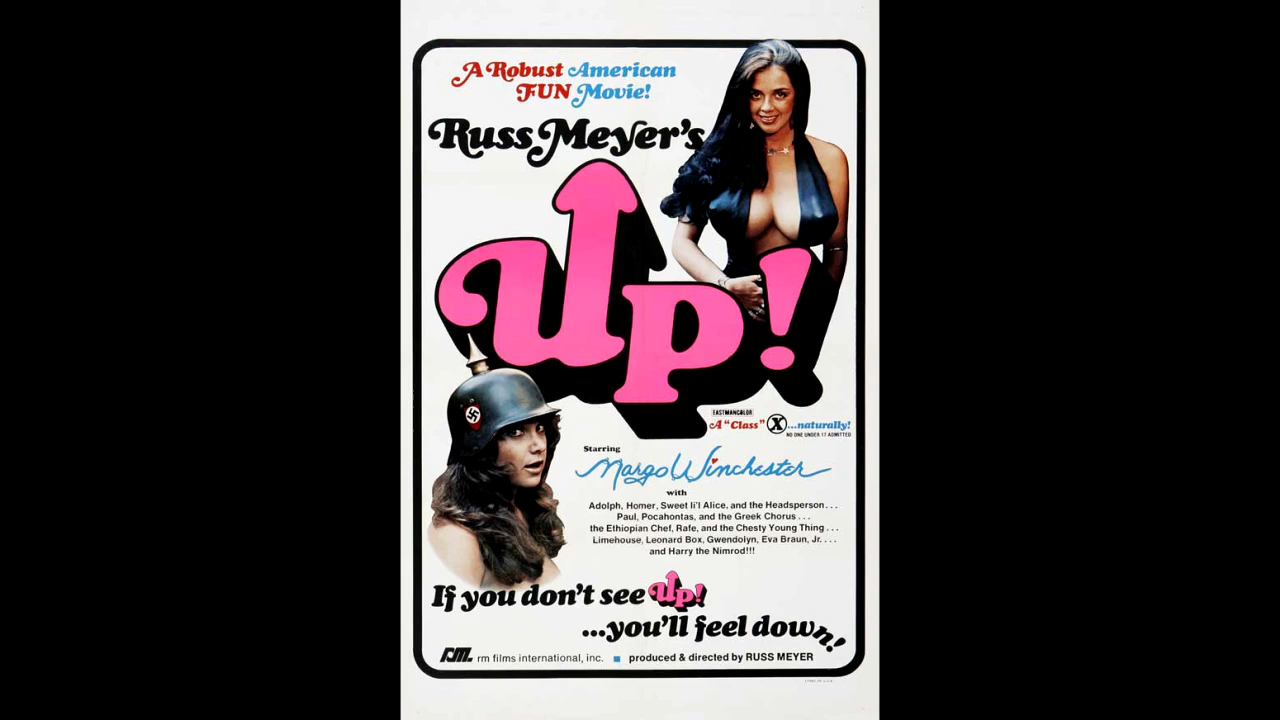 A Robust American
FUN Movie!
Russ Meyer's
Up!
EASTMANCOLOR
A "Class" X ...naturally!
NO ONE UNDER 17 ADMITTED
Starring
Margo Winchester
with
Adolph, Homer, Sweet li'l Alice, and the Headsperson...
Paul, Pocahontas, and the Greek Chorus...
the Ethiopian Chef, Rafe, and the Chesty Young Thing...
Limehouse, Leonard Box, Gwendolyn, Eva Braun, Jr....
and Harry the Nimrod!!!
If you don't see Up!
...you'll feel down!
RM. rm films international, inc. ■ produced & directed by RUSS MEYER